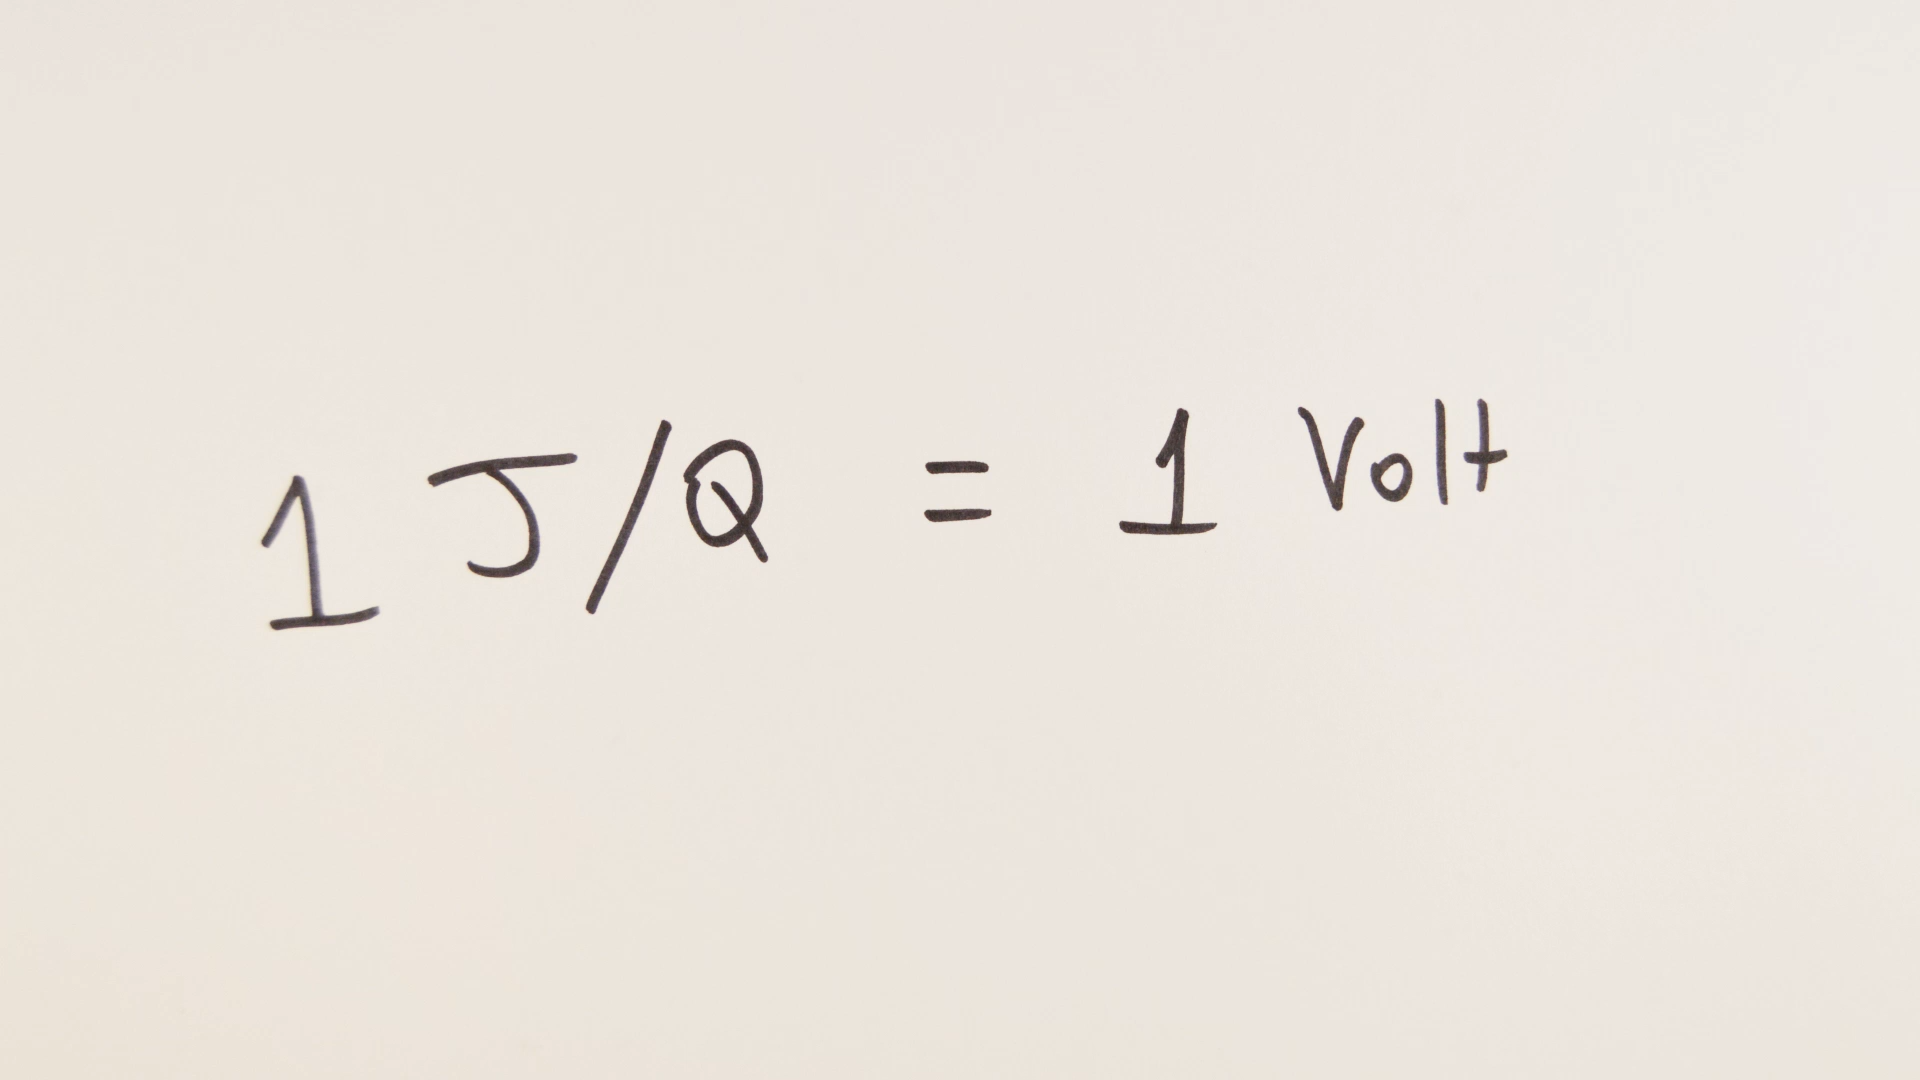 1 J/Q = 1 Volt